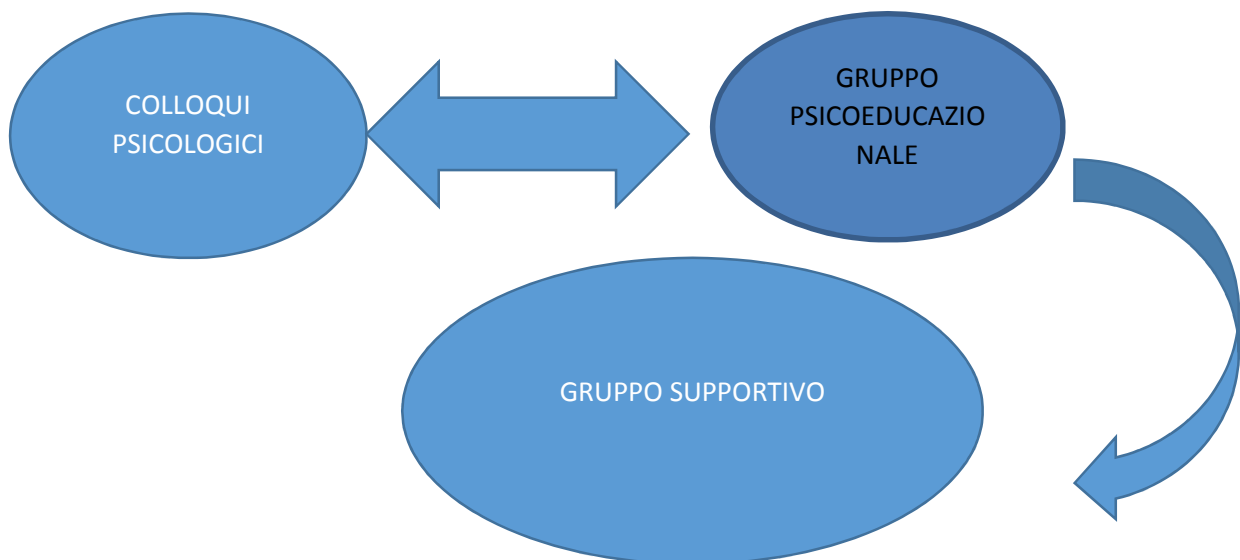 COLLOQUI
PSICOLOGICI
GRUPPO
PSICOEDUCAZIO
NALE
GRUPPO SUPPORTIVO